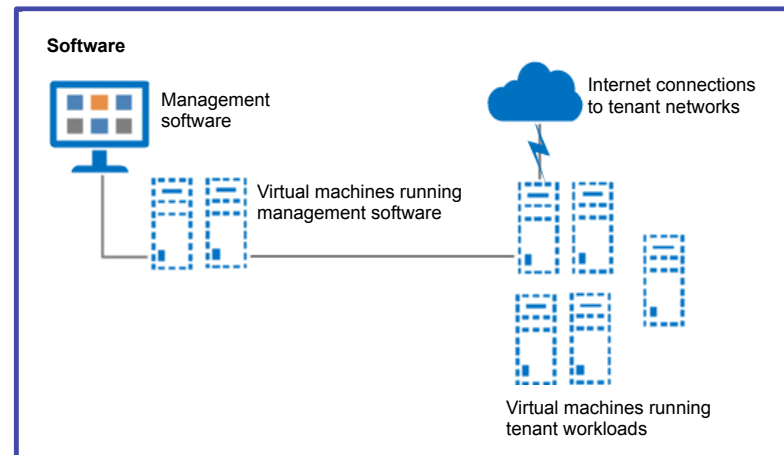 Software
Management
software
Internet connections
to tenant networks
Virtual machines running
management software
Virtual machines running
tenant workloads